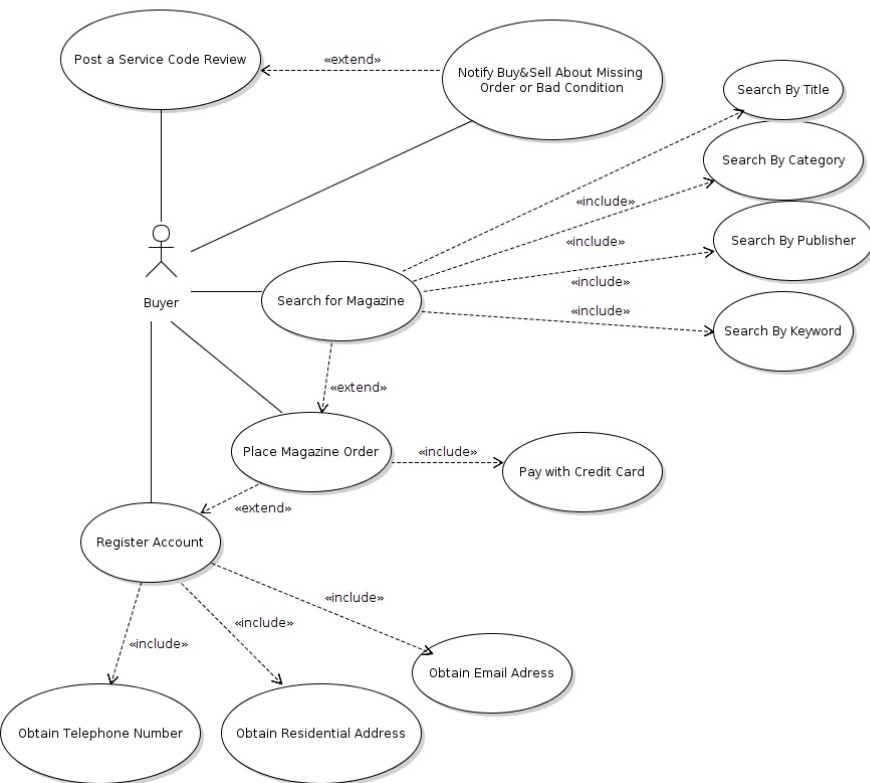 Post a Service Code Review
«extend»
Notify Buy&Sell About Missing
Order or Bad Condition
Search By Title
Search By Category
«include»
Search By Publisher
«include»
«include»
Buyer
Search for Magazine
«include»
Search By Keyword
«extend»
Place Magazine Order
«include»
Pay with Credit Card
«extend»
Register Account
«include»
«include»
«include»
Obtain Email Adress
Obtain Telephone Number
Obtain Residential Address